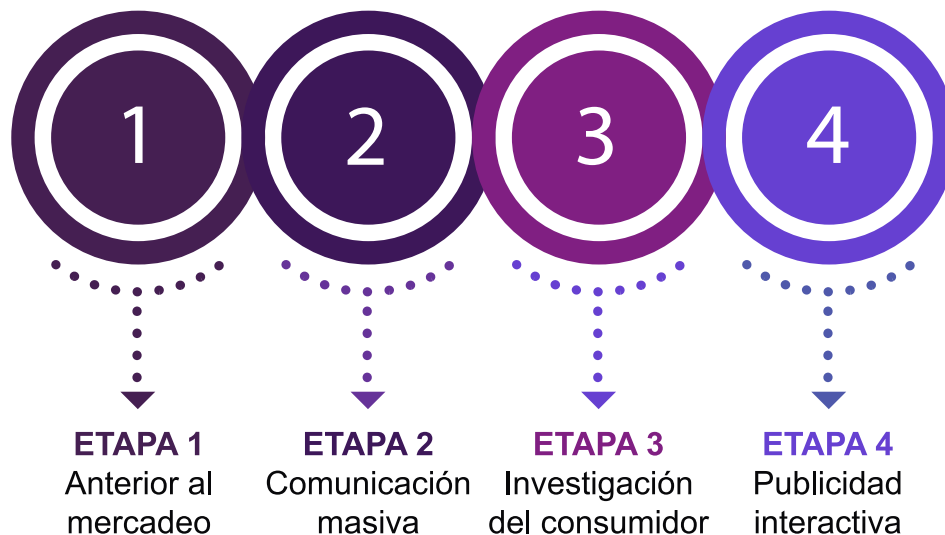 1
2
3
4
ETAPA 1
Anterior al
mercadeo
ETAPA 2
Comunicación
masiva
ETAPA 3
Investigación
del consumidor
ETAPA 4
Publicidad
interactiva